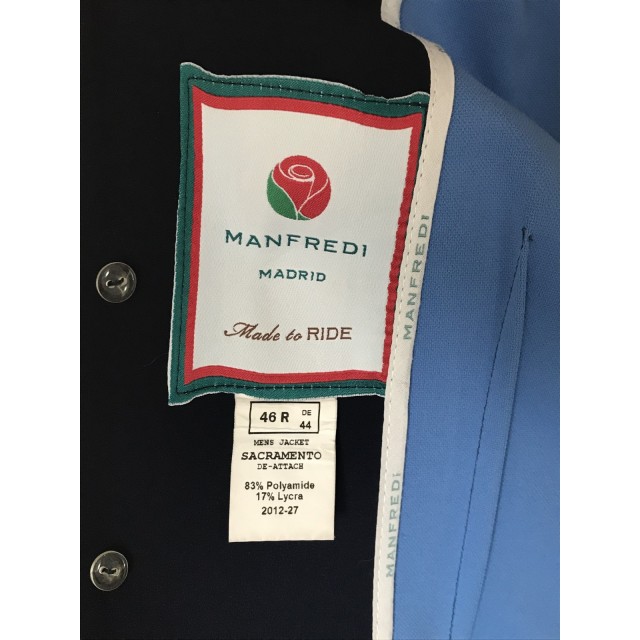 MANFREDI
MADRID
Made to RIDE
46 R DE 44
MENS JACKET
SACRAMENTO
DE-ATTACH
83% Polyamide
17% Lycra
2012-27
MANFREDI
MANFREDI